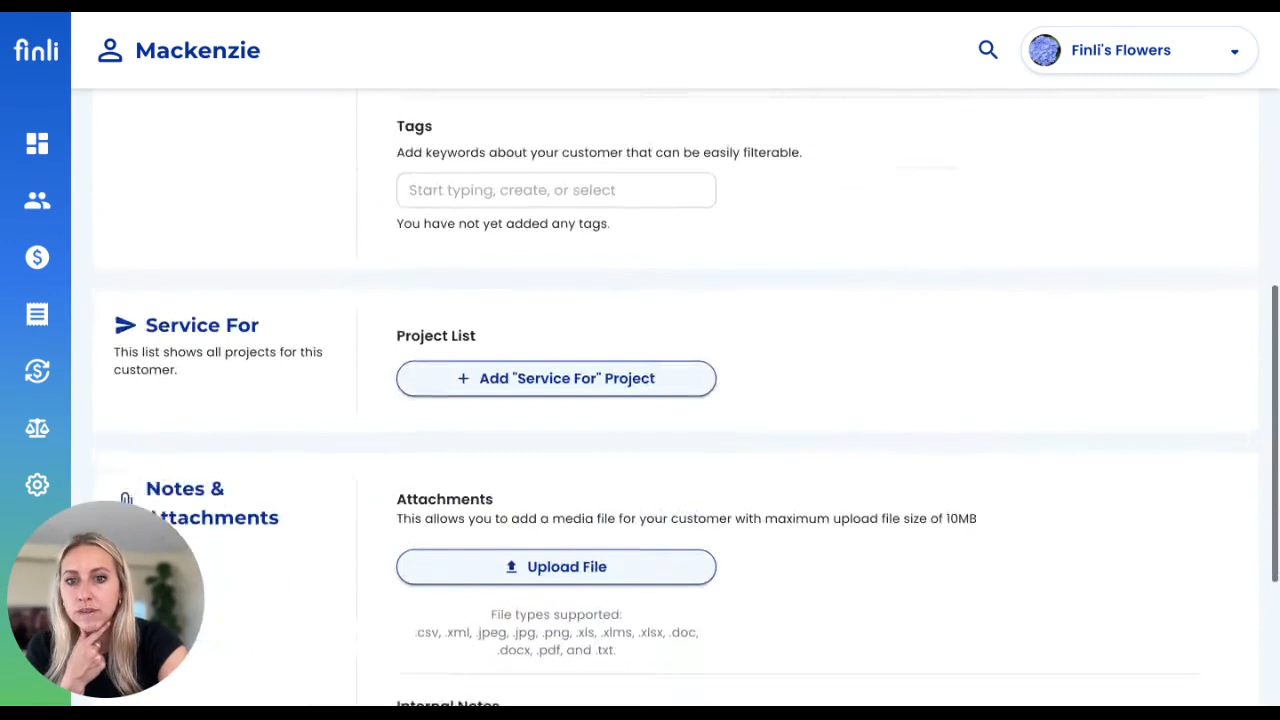 finli
Mackenzie
Finli's Flowers
Tags
Add keywords about your customer that can be easily filterable.
Start typing, create, or select
You have not yet added any tags.
Service For
This list shows all projects for this
customer.
Project List
+ Add "Service For" Project
Notes &
Attachments
Attachments
This allows you to add a media file for your customer with maximum upload file size of 10MB
Upload File
File types supported:
.csv, .xml, .jpeg, .jpg, .png, .xls, .xlms, .xlsx, .doc,
.docx, .pdf, and .txt.
Internal Notes